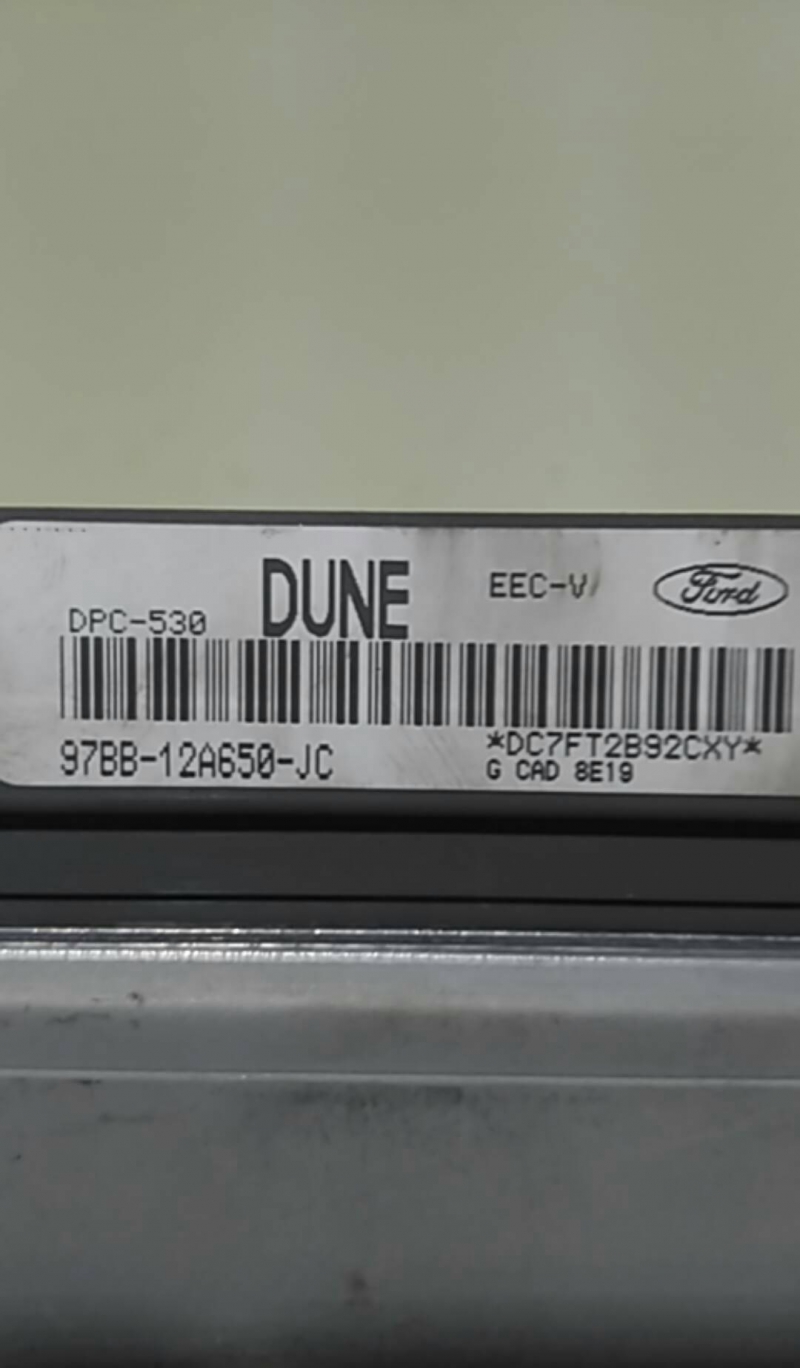 DUNE
EEC-V
Ford
DPC-530
97BB-12A650-JC
*DC7FT2B92CXY*
G CAD 8E19